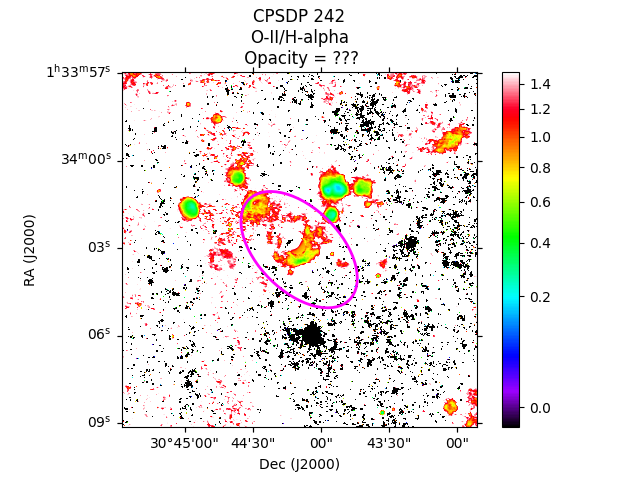 CPSDP 242
O-II/H-alpha
Opacity = ???
1h33m57s
34m00s
03s
06s
09s
RA (J2000)
30°45'00" 44'30" 00" 43'30" 00"
Dec (J2000)
1.4
1.2
1.0
0.8
0.6
0.4
0.2
0.0